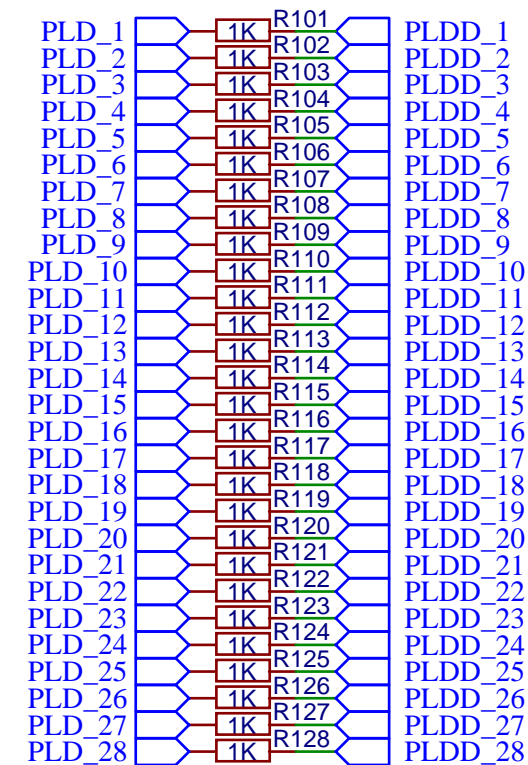 PLD_1 1K R101 PLDD_1
PLD_2 1K R102 PLDD_2
PLD_3 1K R103 PLDD_3
PLD_4 1K R104 PLDD_4
PLD_5 1K R105 PLDD_5
PLD_6 1K R106 PLDD_6
PLD_7 1K R107 PLDD_7
PLD_8 1K R108 PLDD_8
PLD_9 1K R109 PLDD_9
PLD_10 1K R110 PLDD_10
PLD_11 1K R111 PLDD_11
PLD_12 1K R112 PLDD_12
PLD_13 1K R113 PLDD_13
PLD_14 1K R114 PLDD_14
PLD_15 1K R115 PLDD_15
PLD_16 1K R116 PLDD_16
PLD_17 1K R117 PLDD_17
PLD_18 1K R118 PLDD_18
PLD_19 1K R119 PLDD_19
PLD_20 1K R120 PLDD_20
PLD_21 1K R121 PLDD_21
PLD_22 1K R122 PLDD_22
PLD_23 1K R123 PLDD_23
PLD_24 1K R124 PLDD_24
PLD_25 1K R125 PLDD_25
PLD_26 1K R126 PLDD_26
PLD_27 1K R127 PLDD_27
PLD_28 1K R128 PLDD_28